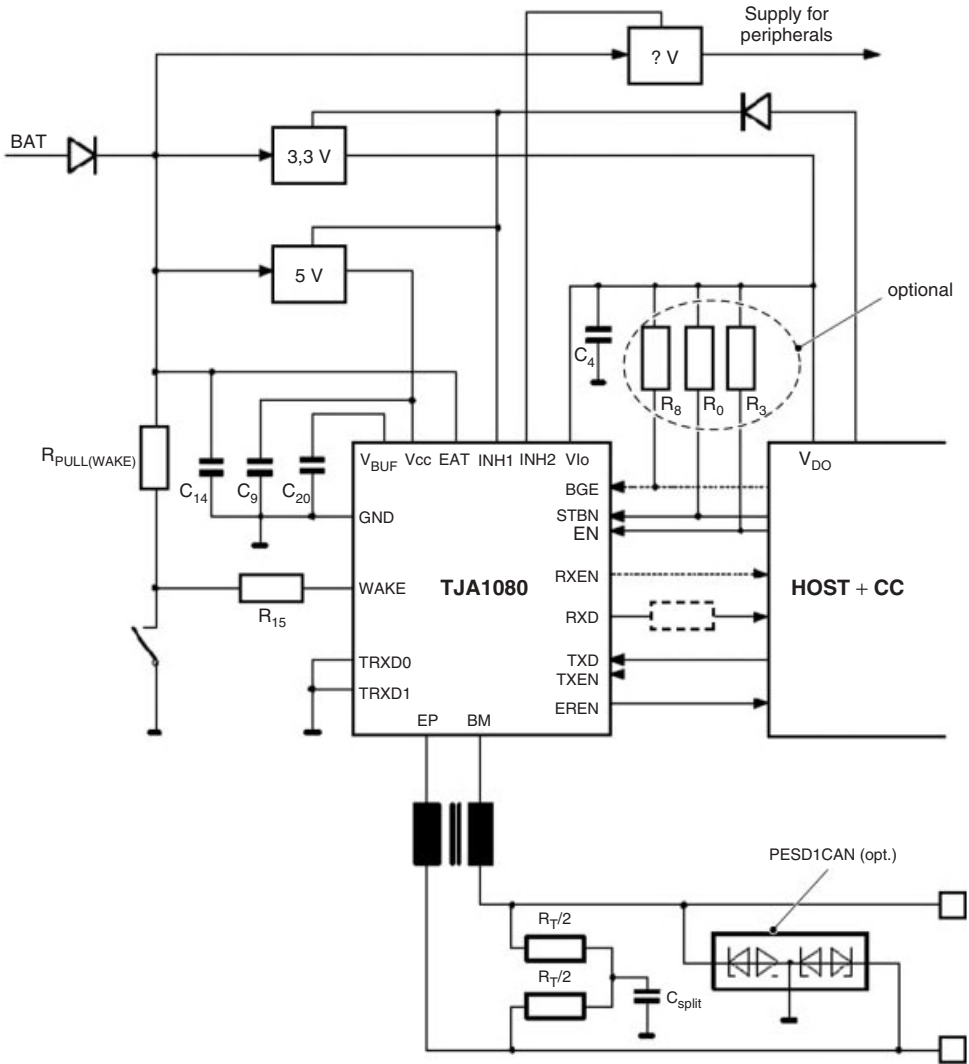 Supply for
peripherals
? V
BAT
3,3 V
5 V
optional
C4
R8
R0
R3
RPULL(WAKE)
C14
C9
C20
VBUF
Vcc
EAT
INH1
INH2
VIo
VDO
BGE
GND
STBN
EN
WAKE
TJA1080
RXEN
HOST + CC
R15
RXD
TRXD0
TXD
TRXD1
TXEN
EREN
EP
BM
PESD1CAN (opt.)
RT/2
RT/2
Csplit